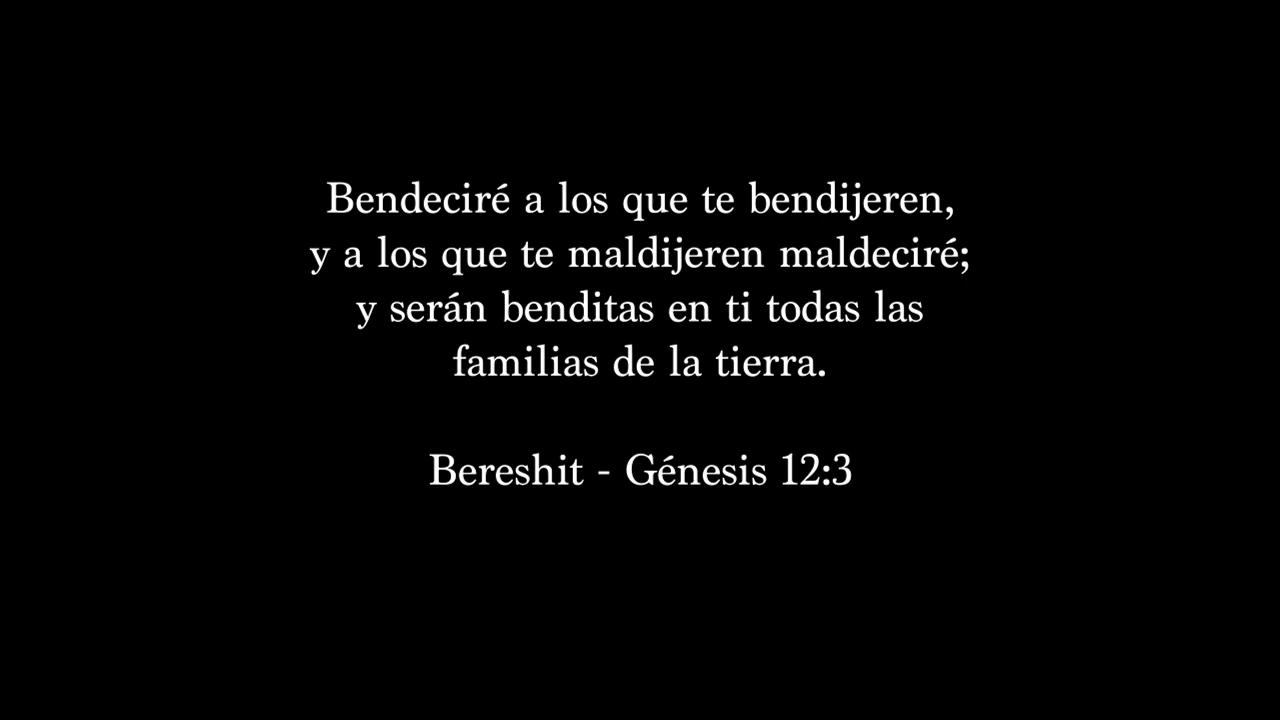 Bendeciré a los que te bendijeren,
y a los que te maldijeren maldeciré;
y serán benditas en ti todas las
familias de la tierra.
Bereshit - Génesis 12:3